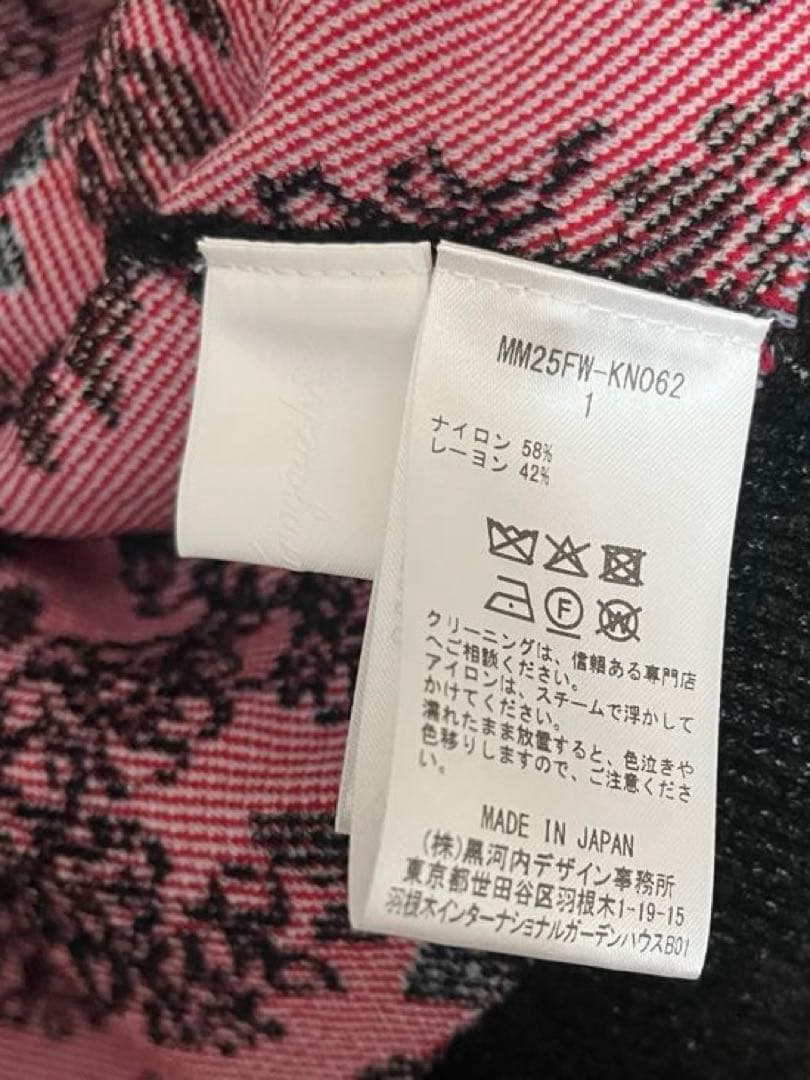 MM25FW-KN062
1
ナイロン 58%
レーヨン 42%
F
W
クリーニングは、信頼ある専門店
へご相談ください。
アイロンは、スチームで浮かして
かけてください。
濡れたまま放置すると、色泣きや
色移りしますので、ご注意くださ
い。
MADE IN JAPAN
(株)黒河内デザイン事務所
東京都世田谷区羽根木1-19-15
羽根木インターナショナルガーデンハウスB01